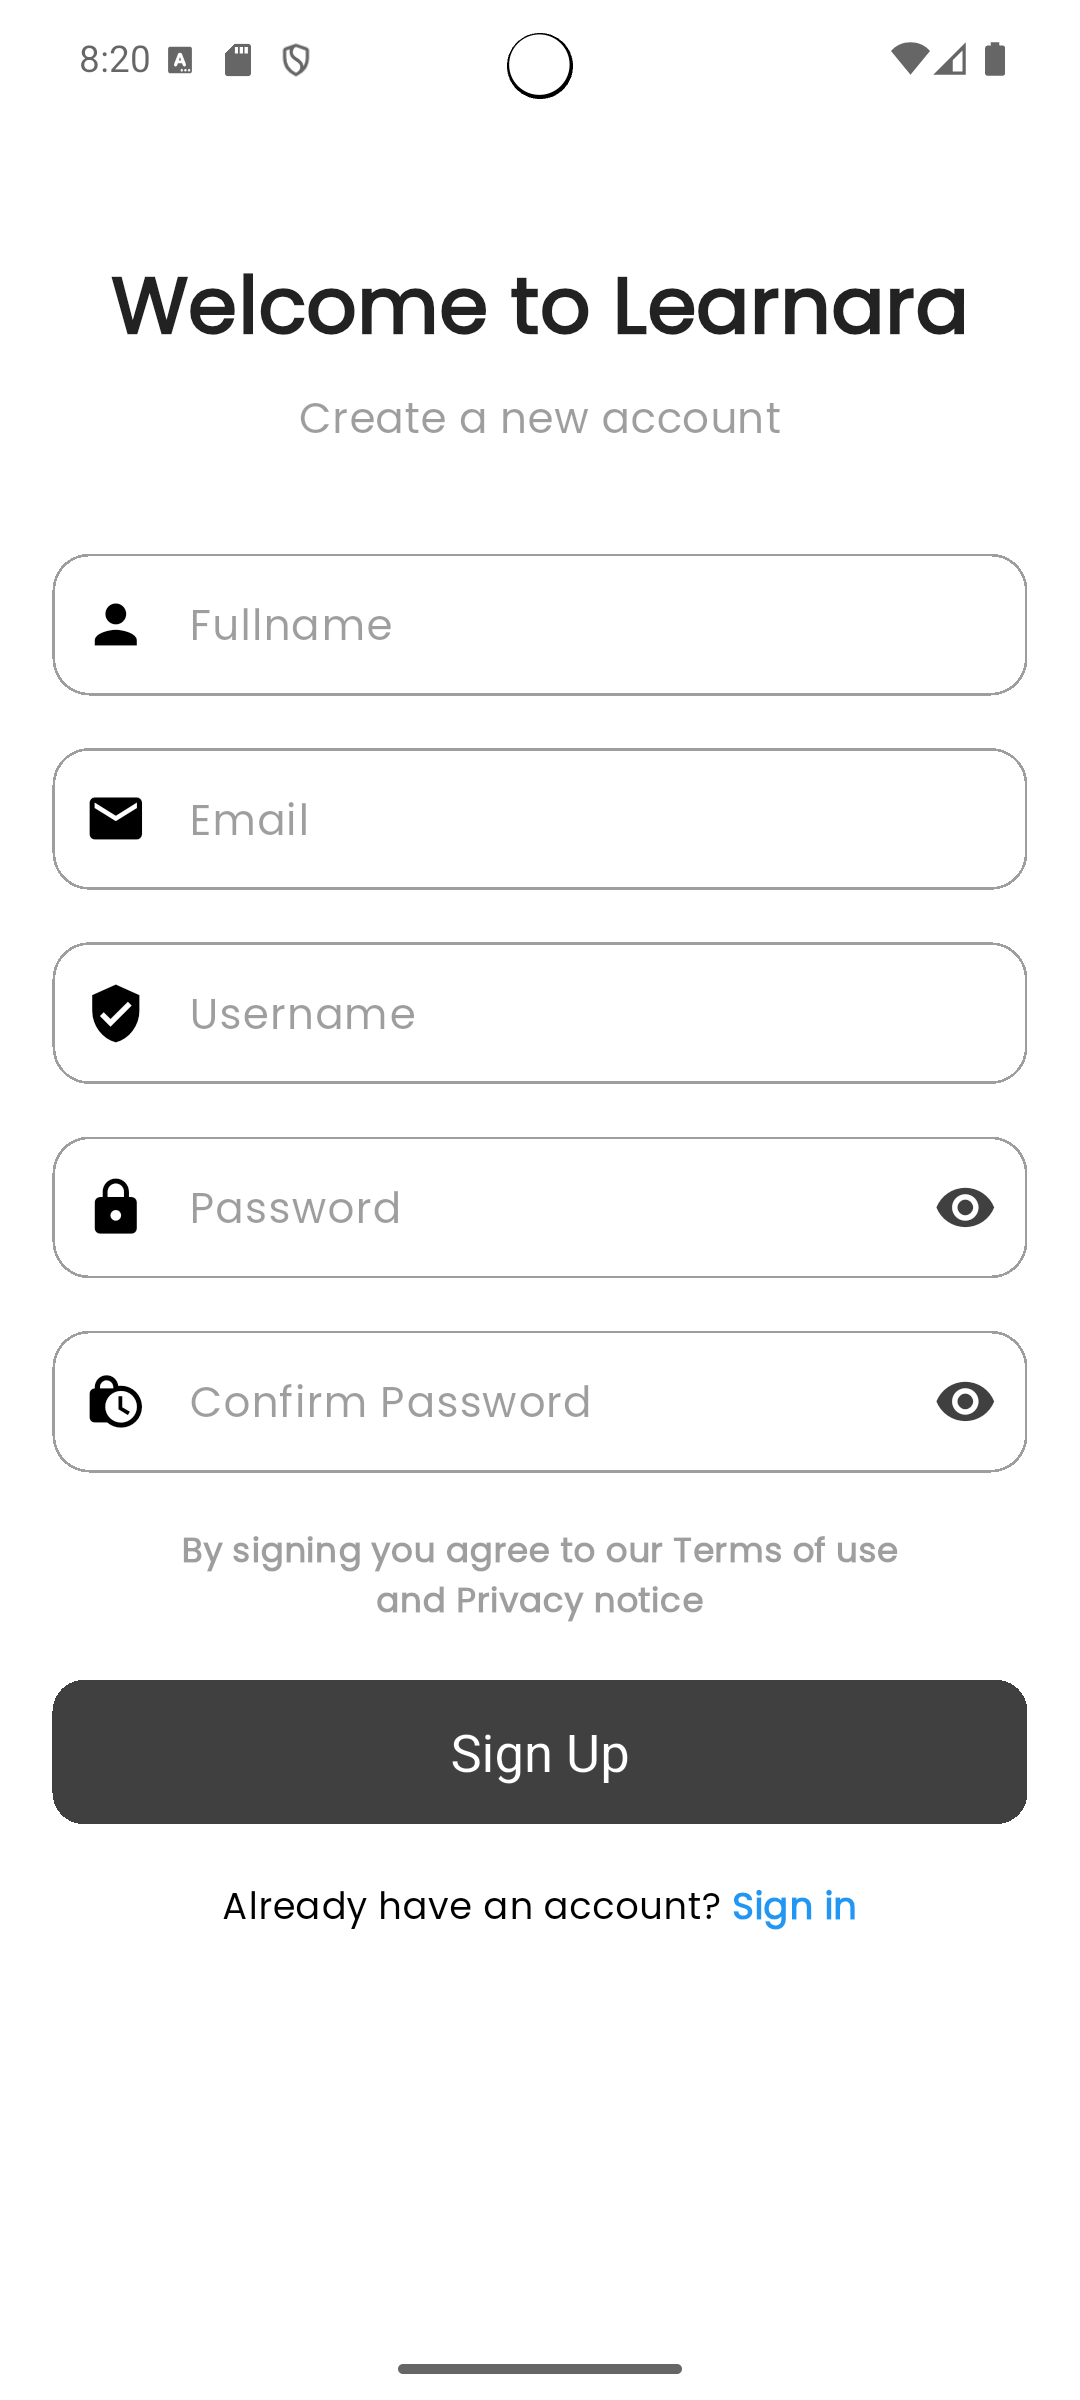 8:20
Welcome to Learnara
Create a new account
Fullname
Email
Username
Password
Confirm Password
By signing you agree to our Terms of use
and Privacy notice
Sign Up
Already have an account? Sign in